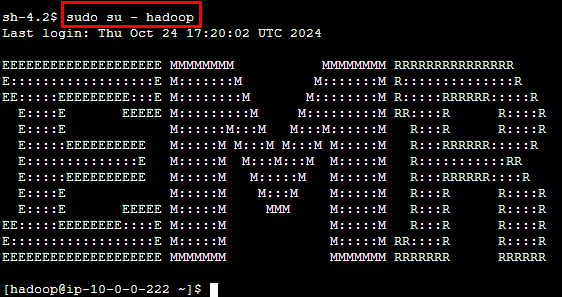 sh-4.2$ sudo su - hadoop
Last login: Thu Oct 24 17:20:02 UTC 2024
EEEEEEEEEEEEEEEEEEEE MMMMMMMM           MMMMMMMM RRRRRRRRRRRRRRR
E::::::::::::::::::E M:::::::M         M:::::::M R::::::::::::::R
EE:::::EEEEEEEEE:::E M::::::::M       M::::::::M R:::::RRRRRR:::::R
  E::::E       EEEEE M:::::::::M     M:::::::::M RR::::R      R::::R
  E::::E             M::::::M:::M   M:::M::::::M   R:::R      R::::R
  E:::::EEEEEEEEEE   M:::::M M:::M M:::M M:::::M   R:::RRRRRR:::::R
  E::::::::::::::E   M:::::M  M:::M:::M  M:::::M   R:::::::::::RR
  E:::::EEEEEEEEEE   M:::::M   M:::::M   M:::::M   R:::RRRRRR::::R
  E::::E             M:::::M    M:::M    M:::::M   R:::R      R::::R
  E::::E       EEEEE M:::::M     MMM     M:::::M   R:::R      R::::R
EE:::::EEEEEEEE::::E M:::::M             M:::::M   R:::R      R::::R
E::::::::::::::::::E M:::::M             M:::::M RR::::R      R::::R
EEEEEEEEEEEEEEEEEEEE MMMMMMM             MMMMMMM RRRRRRR      RRRRRR
[hadoop@ip-10-0-0-222 ~]$